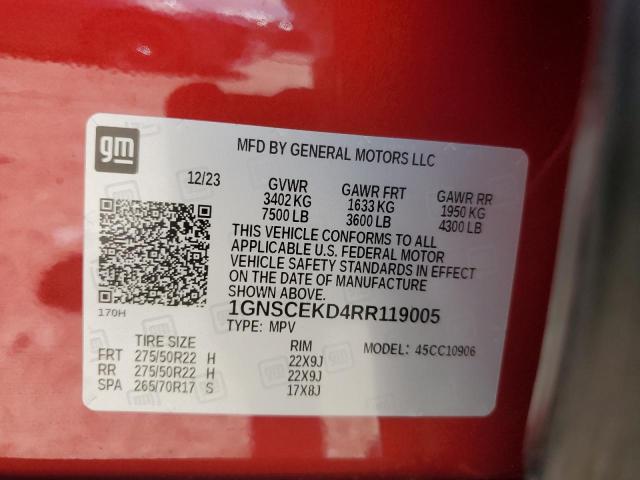 gm
MFD BY GENERAL MOTORS LLC
12/23
GVWR GAWR FRT GAWR RR
3402 KG 1633 KG 1950 KG
7500 LB 3600 LB 4300 LB
THIS VEHICLE CONFORMS TO ALL
APPLICABLE U.S. FEDERAL MOTOR
VEHICLE SAFETY STANDARDS IN EFFECT
ON THE DATE OF MANUFACTURE
SHOWN ABOVE.
170H
1GNSCEKD4RR119005
TYPE: MPV
TIRE SIZE RIM MODEL: 45CC10906
FRT 275/50R22 H 22X9J
RR 275/50R22 H 22X9J
SPA 265/70R17 S 17X8J